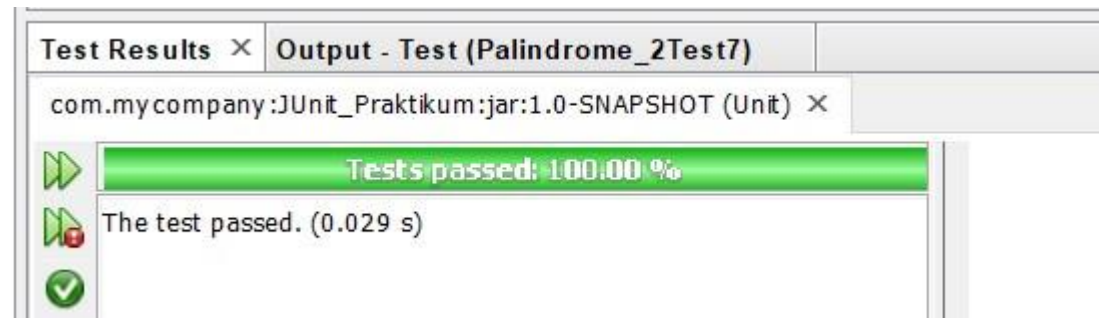 Test Results × Output - Test (Palindrome_2Test7)
com.mycompany:JUnit_Praktikum:jar:1.0-SNAPSHOT (Unit) ×
Tests passed: 100.00 %
The test passed. (0.029 s)